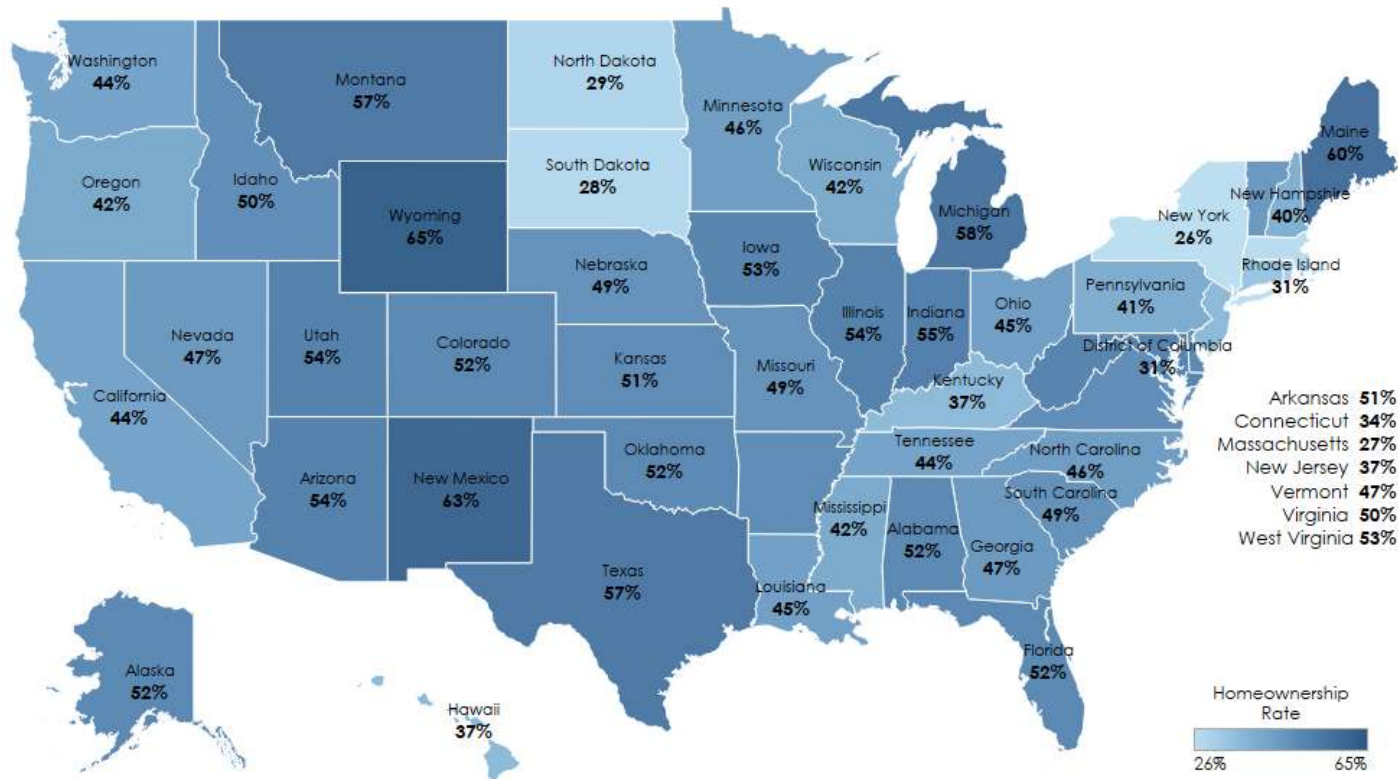 Washington
44%
Montana
57%
North Dakota
29%
Minnesota
46%
Maine
60%
Oregon
42%
Idaho
50%
Wyoming
65%
South Dakota
28%
Wisconsin
42%
Michigan
58%
New York
26%
New Hampshire
40%
Nebraska
49%
Iowa
53%
Rhode Island
31%
Pennsylvania
41%
Nevada
47%
Utah
54%
Colorado
52%
Kansas
51%
Missouri
49%
Illinois
54%
Indiana
55%
Ohio
45%
District of Columbia
31%
California
44%
Kentucky
37%
Arkansas 51%
Connecticut 34%
Massachusetts 27%
New Jersey 37%
Vermont 47%
Virginia 50%
West Virginia 53%
Arizona
54%
New Mexico
63%
Oklahoma
52%
Tennessee
44%
North Carolina
46%
South Carolina
49%
Mississippi
42%
Alabama
52%
Georgia
47%
Texas
57%
Louisiana
45%
Florida
52%
Alaska
52%
Hawaii
37%
Homeownership
Rate
26% 65%